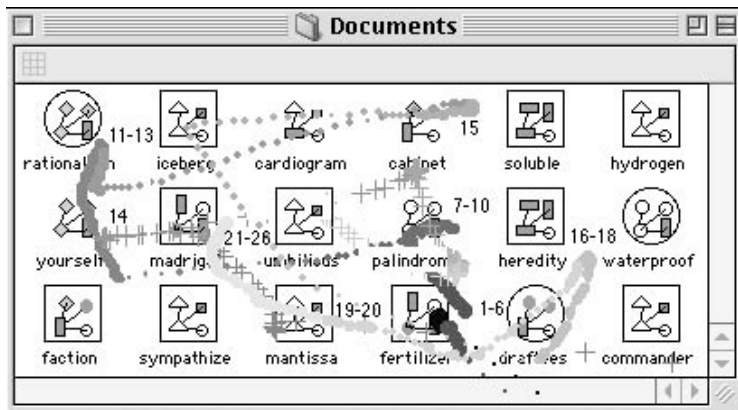 Documents
11-13 15
rationalism iceberg cardiogram cabinet soluble hydrogen
14 21-26 7-10 16-18
yourself madrigal umbilicus palindrome heredity waterproof
19-20 1-6
faction sympathize mantissa fertilizer draftees commander